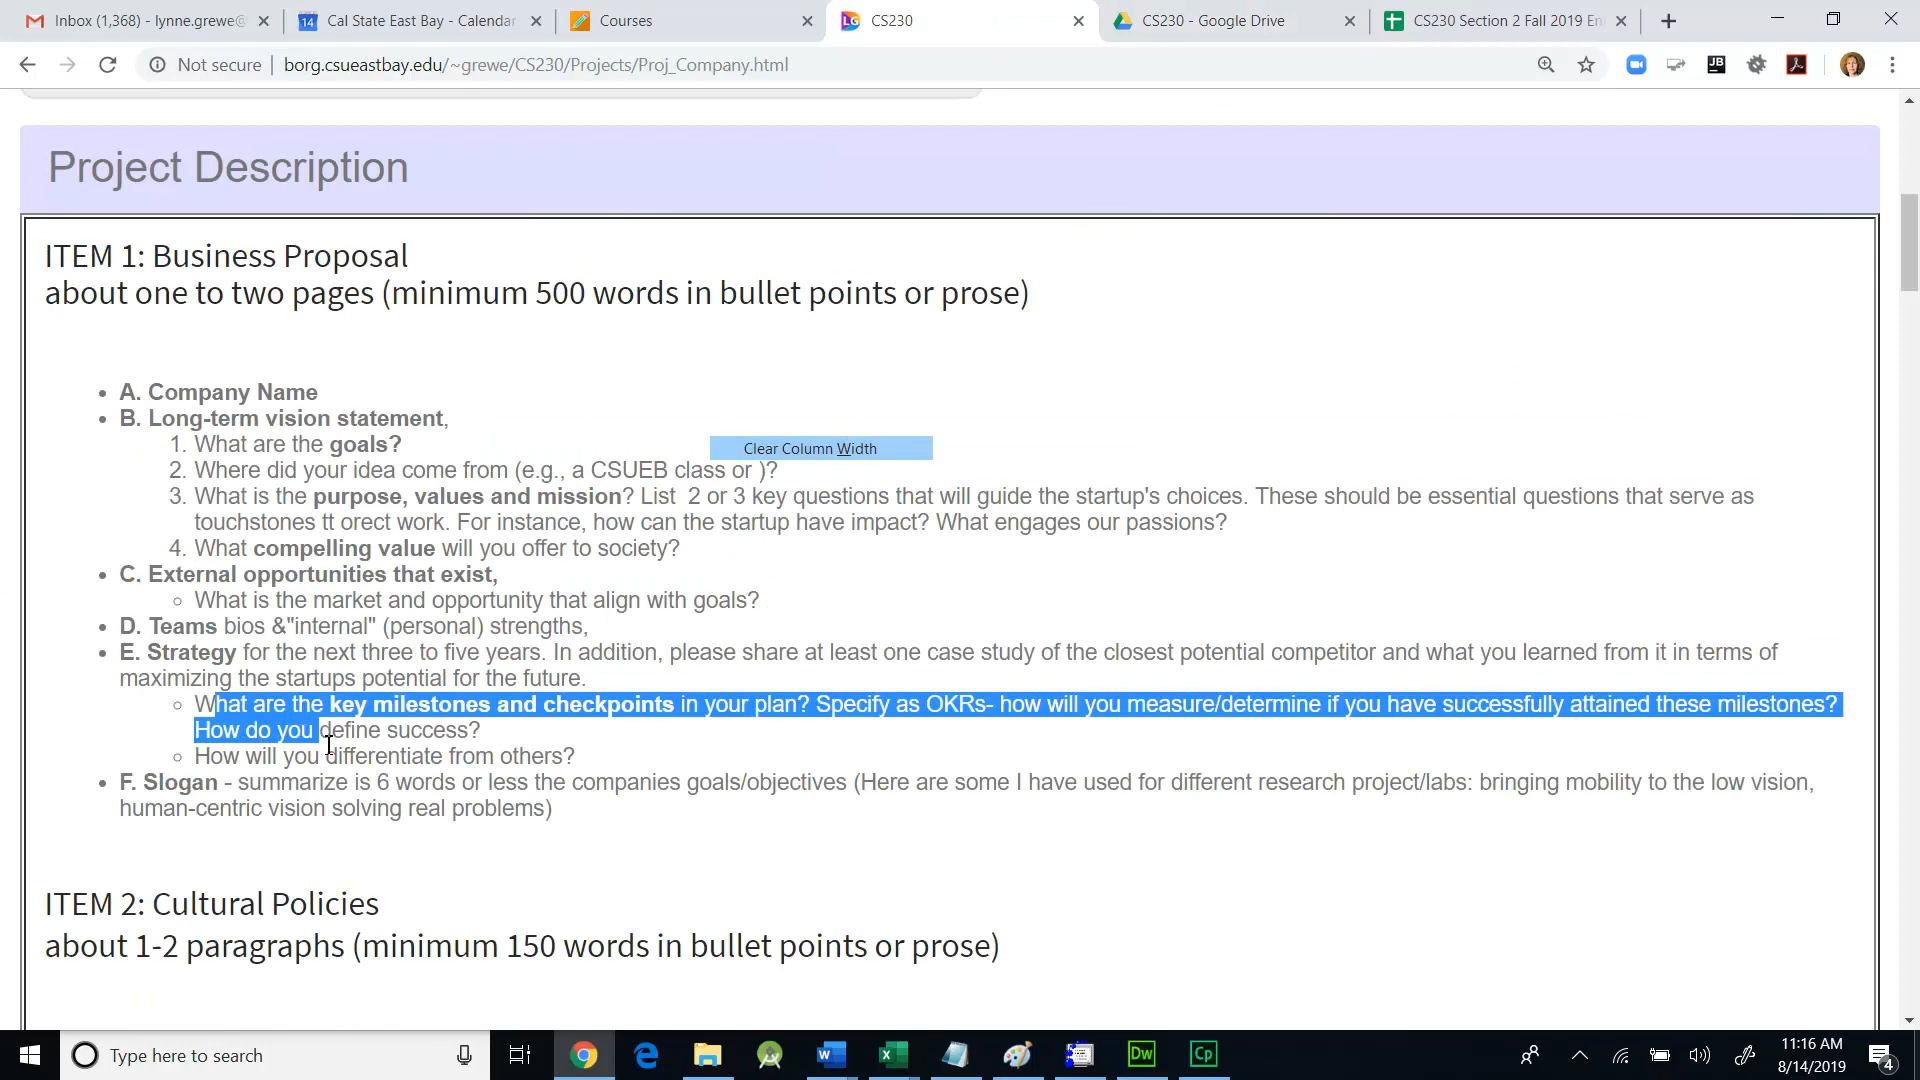 Inbox (1,368) - lynne.grewe@
14
Cal State East Bay - Calendar
Courses
LG
CS230
CS230 - Google Drive
CS230 Section 2 Fall 2019 En
Not secure
borg.csueastbay.edu/~grewe/CS230/Projects/Proj_Company.html
JB
Project Description
ITEM 1: Business Proposal
about one to two pages (minimum 500 words in bullet points or prose)
A. Company Name
B. Long-term vision statement,
1. What are the goals?
Clear Column Width
2. Where did your idea come from (e.g., a CSUEB class or )?
3. What is the purpose, values and mission? List 2 or 3 key questions that will guide the startup's choices. These should be essential questions that serve as
touchstones tt orect work. For instance, how can the startup have impact? What engages our passions?
4. What compelling value will you offer to society?
C. External opportunities that exist,
What is the market and opportunity that align with goals?
D. Teams bios &"internal" (personal) strengths,
E. Strategy for the next three to five years. In addition, please share at least one case study of the closest potential competitor and what you learned from it in terms of
maximizing the startups potential for the future.
What are the key milestones and checkpoints in your plan? Specify as OKRs- how will you measure/determine if you have successfully attained these milestones?
How do you define success?
How will you differentiate from others?
F. Slogan - summarize is 6 words or less the companies goals/objectives (Here are some I have used for different research project/labs: bringing mobility to the low vision,
human-centric vision solving real problems)
ITEM 2: Cultural Policies
about 1-2 paragraphs (minimum 150 words in bullet points or prose)
Type here to search
Dw
Cp
11:16 AM
8/14/2019
4